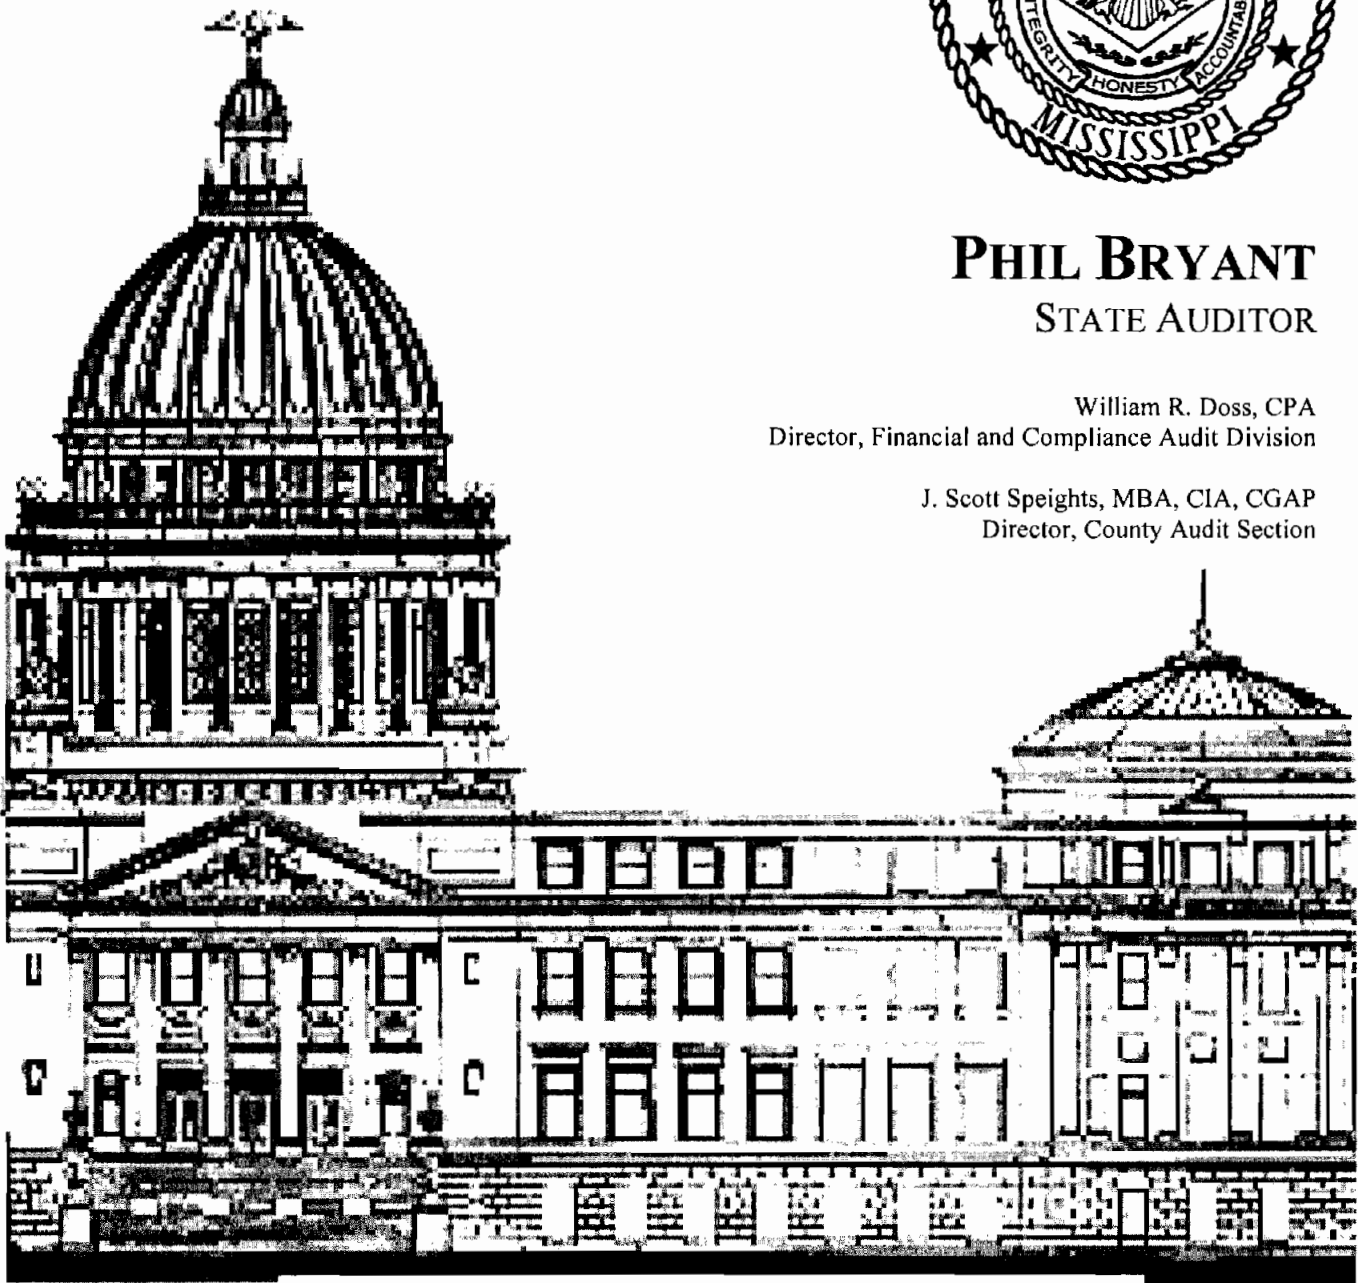 INTEGRITY
HONESTY
MISSISSIPPI
PHIL BRYANT
STATE AUDITOR
William R. Doss, CPA
Director, Financial and Compliance Audit Division
J. Scott Speights, MBA, CIA, CGAP
Director, County Audit Section